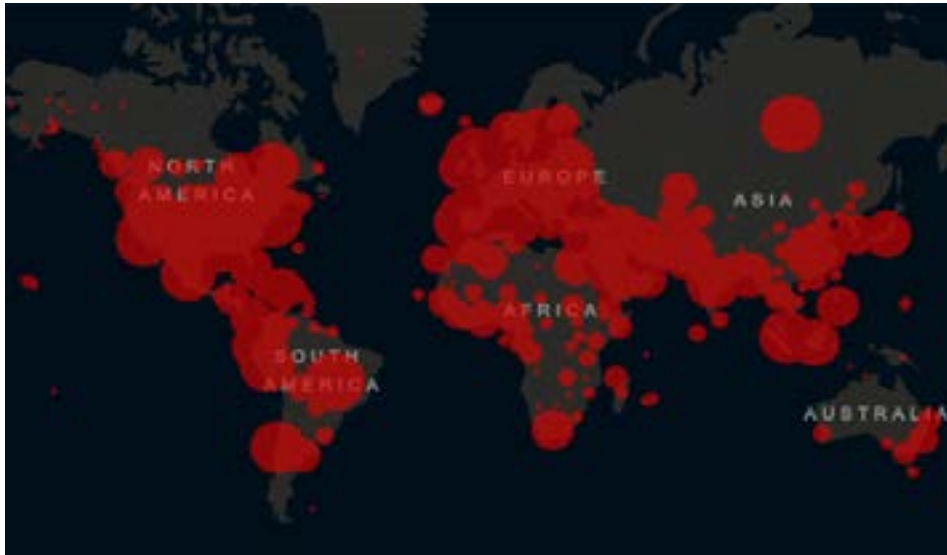 NORTH
AMERICA
EUROPE
ASIA
AFRICA
SOUTH
AMERICA
AUSTRALIA